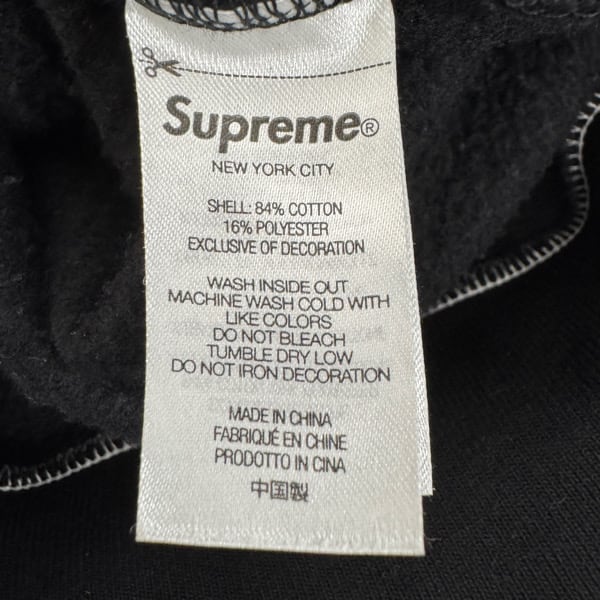 Supreme®
NEW YORK CITY
SHELL: 84% COTTON
16% POLYESTER
EXCLUSIVE OF DECORATION
WASH INSIDE OUT
MACHINE WASH COLD WITH
LIKE COLORS
DO NOT BLEACH
TUMBLE DRY LOW
DO NOT IRON DECORATION
MADE IN CHINA
FABRIQUÉ EN CHINE
PRODOTTO IN CINA
中国製